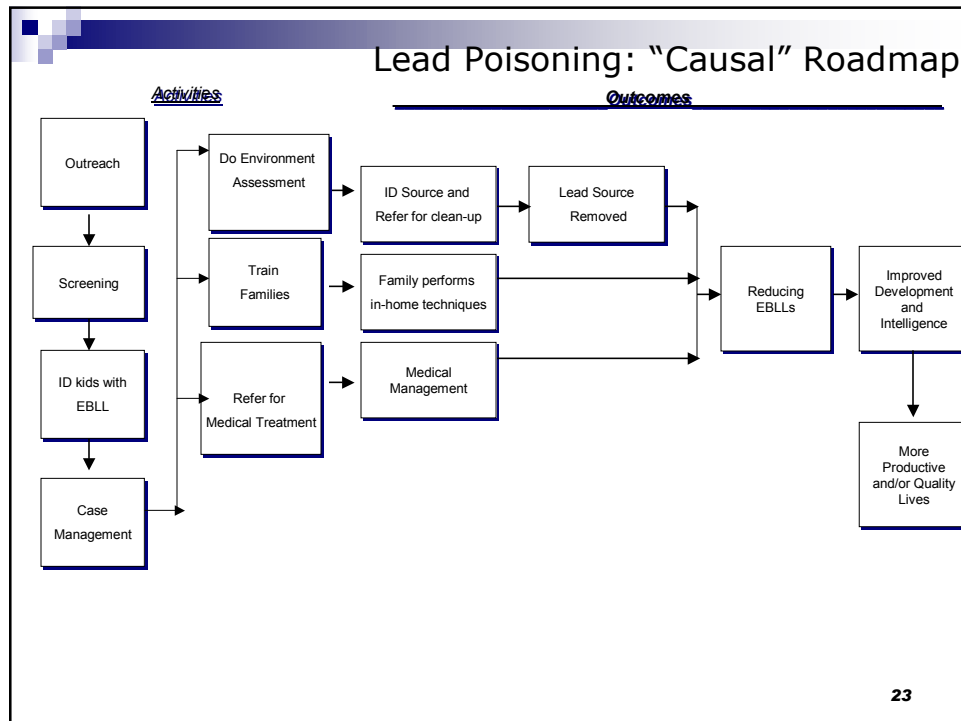 Lead Poisoning: “Causal” Roadmap
Activities
Outcomes
Outreach
Screening
ID kids with
EBLL
Case
Management
Do Environment
Assessment
Train
Families
Refer for
Medical Treatment
ID Source and
Refer for clean-up
Family performs
in-home techniques
Medical
Management
Lead Source
Removed
Reducing
EBLLs
Improved
Development
and
Intelligence
More
Productive
and/or Quality
Lives
23